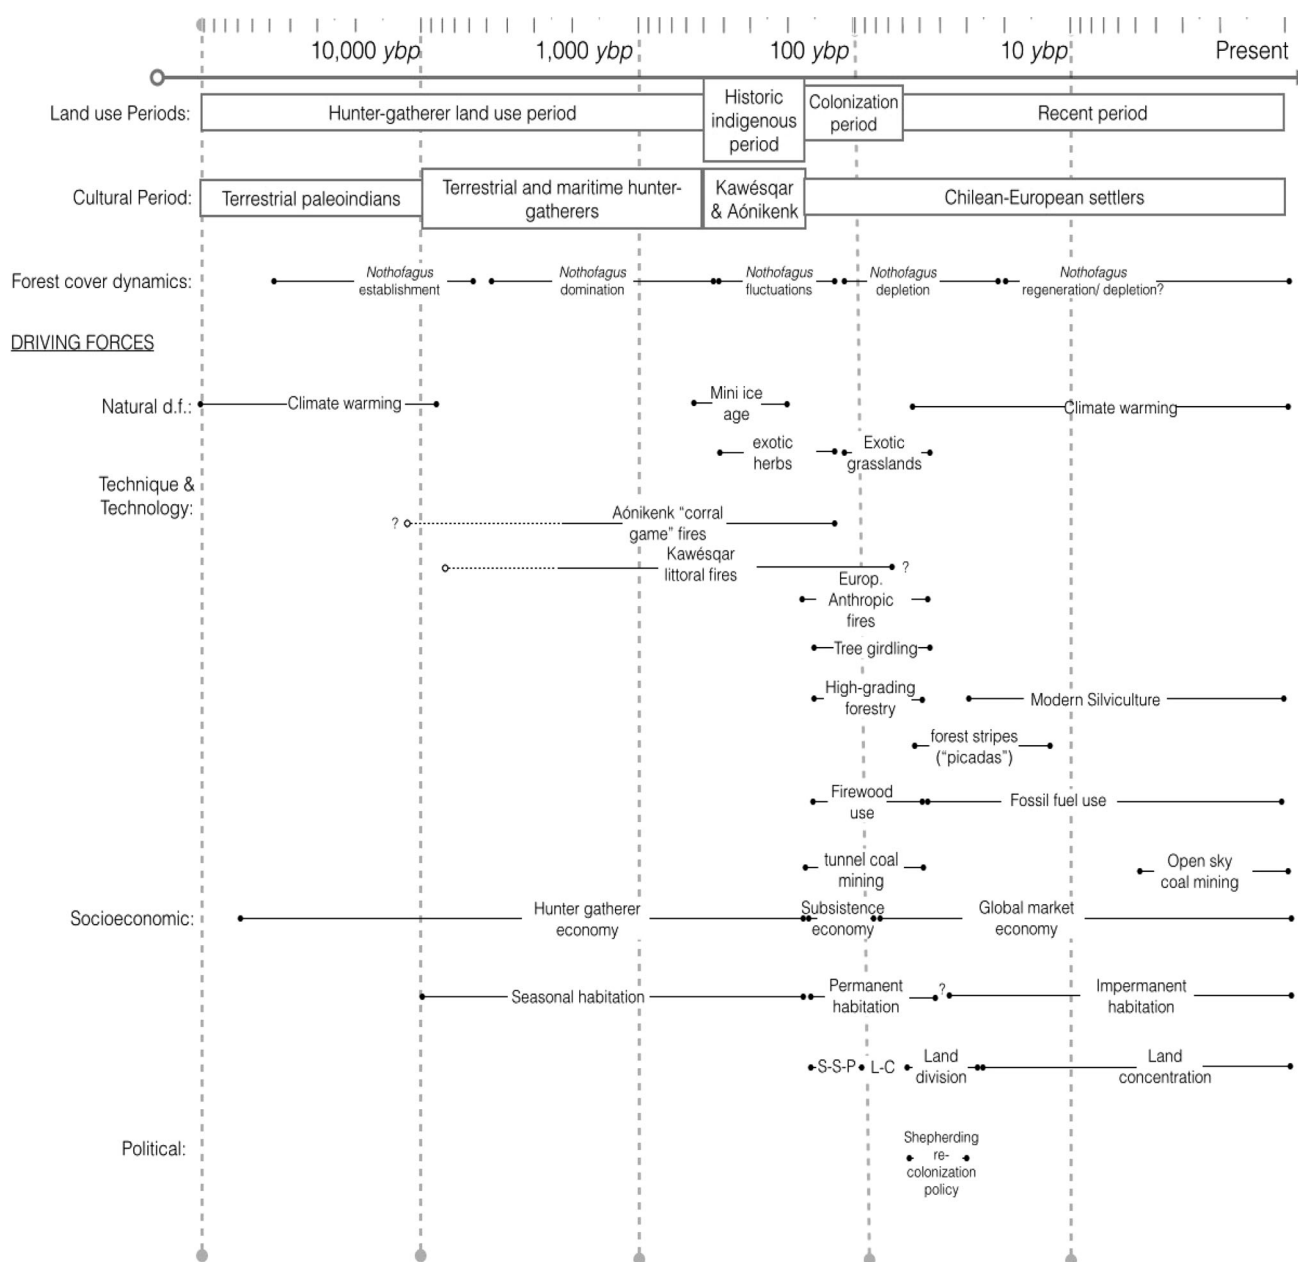 10,000 ybp 1,000 ybp 100 ybp 10 ybp Present
Land use Periods:
Hunter-gatherer land use period
Historic
indigenous
period
Colonization
period
Recent period
Cultural Period:
Terrestrial paleoindians
Terrestrial and maritime hunter-
gatherers
Kawésqar
& Aónikenk
Chilean-European settlers
Forest cover dynamics:
Nothofagus
establishment
Nothofagus
domination
Nothofagus
fluctuations
Nothofagus
depletion
Nothofagus
regeneration/ depletion?
DRIVING FORCES
Natural d.f.:
Climate warming
Mini ice
age
Climate warming
exotic
herbs
Exotic
grasslands
Technique &
Technology:
?
Aónikenk “corral
game” fires
Kawésqar
littoral fires
?
Europ.
Anthropic
fires
Tree girdling
High-grading
forestry
Modern Silviculture
forest stripes
(“picadas”)
Firewood
use
Fossil fuel use
tunnel coal
mining
Open sky
coal mining
Socioeconomic:
Hunter gatherer
economy
Subsistence
economy
Global market
economy
Seasonal habitation
Permanent
habitation
?
Impermanent
habitation
S-S-P
L-C
Land
division
Land
concentration
Political:
Shepherding
re-
colonization
policy